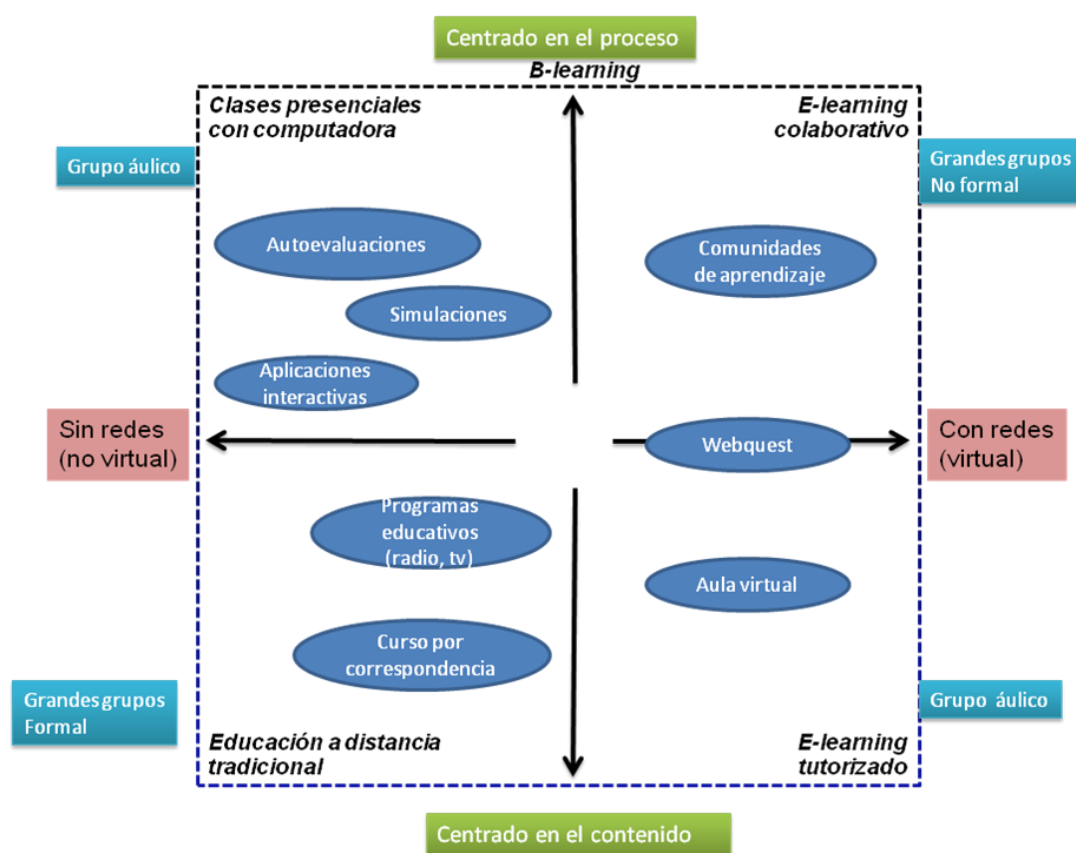 Centrado en el proceso
B-learning
Clases presenciales
con computadora
E-learning
colaborativo
Grupo áulico
Grandes grupos
No formal
Autoevaluaciones
Comunidades
de aprendizaje
Simulaciones
Aplicaciones
interactivas
Sin redes
(no virtual)
Webquest
Con redes
(virtual)
Programas
educativos
(radio, tv)
Aula virtual
Curso por
correspondencia
Grandes grupos
Formal
Grupo áulico
Educación a distancia
tradicional
E-learning
tutorizado
Centrado en el contenido